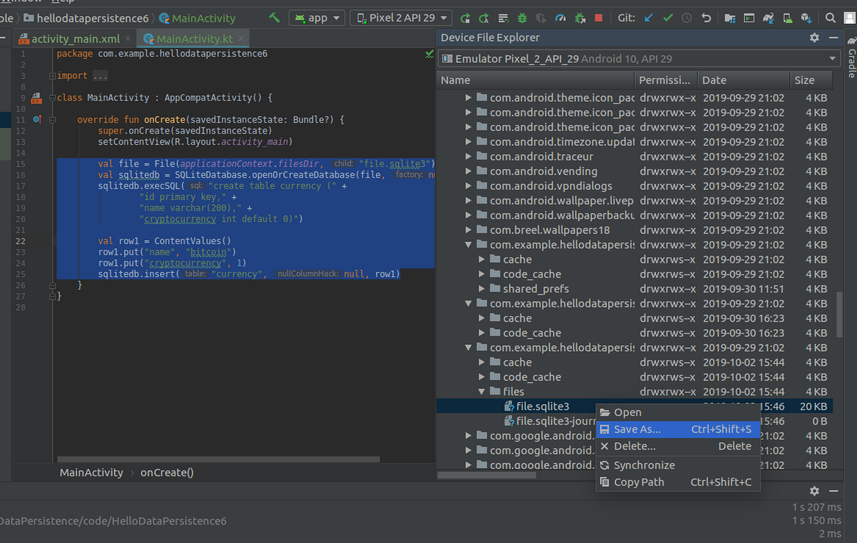 Window Help
hellodatapersistence6
MainActivity
app
Pixel 2 API 29
Git:
activity_main.xml
MainActivity.kt
1 package com.example.hellodatapersistence6
2
3 import ...
8
9 class MainActivity : AppCompatActivity() {
10
11 override fun onCreate(savedInstanceState: Bundle?) {
12 super.onCreate(savedInstanceState)
13 setContentView(R.layout.activity_main)
14
15 val file = File(applicationContext.filesDir, child: "file.sqlite3")
16 val sqlitedb = SQLiteDatabase.openOrCreateDatabase(file, factory: nu
17 sqlitedb.execSQL( sql: "create table currency (" +
18 "id primary key," +
19 "name varchar(200)," +
20 "cryptocurrency int default 0)")
21
22 val row1 = ContentValues()
23 row1.put("name", "bitcoin")
24 row1.put("cryptocurrency", 1)
25 sqlitedb.insert( table: "currency", nullColumnHack: null, row1)
26 }
27 }
28
MainActivity › onCreate()
Device File Explorer
Emulator Pixel_2_API_29 Android 10, API 29
Name Permissi... Date Size
com.android.theme.icon_pac drwxrwx--x 2019-09-29 21:02 4 KB
com.android.theme.icon_pac drwxrwx--x 2019-09-29 21:02 4 KB
com.android.theme.icon_pac drwxrwx--x 2019-09-29 21:02 4 KB
com.android.timezone.updat drwxrwx--x 2019-09-29 21:02 4 KB
com.android.traceur drwxrwx--x 2019-09-29 21:02 4 KB
com.android.vending drwxrwx--x 2019-09-29 21:02 4 KB
com.android.vpndialogs drwxrwx--x 2019-09-29 21:02 4 KB
com.android.wallpaper.livep drwxrwx--x 2019-09-29 21:02 4 KB
com.android.wallpaperbacku drwxrwx--x 2019-09-29 21:02 4 KB
com.breel.wallpapers18 drwxrwx--x 2019-09-29 21:02 4 KB
com.example.hellodatapersis drwxrwx--x 2019-09-29 21:02 4 KB
cache drwxrws--x 2019-09-29 21:02 4 KB
code_cache drwxrws--x 2019-09-29 21:02 4 KB
shared_prefs drwxrwx--x 2019-09-30 11:51 4 KB
com.example.hellodatapersis drwxrwx--x 2019-09-29 21:02 4 KB
cache drwxrws--x 2019-09-30 16:23 4 KB
code_cache drwxrws--x 2019-09-30 16:23 4 KB
com.example.hellodatapersis drwxrwx--x 2019-09-29 21:02 4 KB
cache drwxrws--x 2019-10-02 15:44 4 KB
code_cache drwxrws--x 2019-10-02 15:44 4 KB
files drwxrwx--x 2019-10-02 15:44 4 KB
file.sqlite3 15:46 20 KB
file.sqlite3-journ 15:46 0 B
com.google.android. 21:02 4 KB
com.google.android. 21:02 4 KB
com.google.android. 21:02 4 KB
Open
Save As... Ctrl+Shift+S
Delete... Delete
Synchronize
Copy Path Ctrl+Shift+C
Gradle
DataPersistence/code/HelloDataPersistence6
1 s 207 ms
1 s 150 ms
2 ms